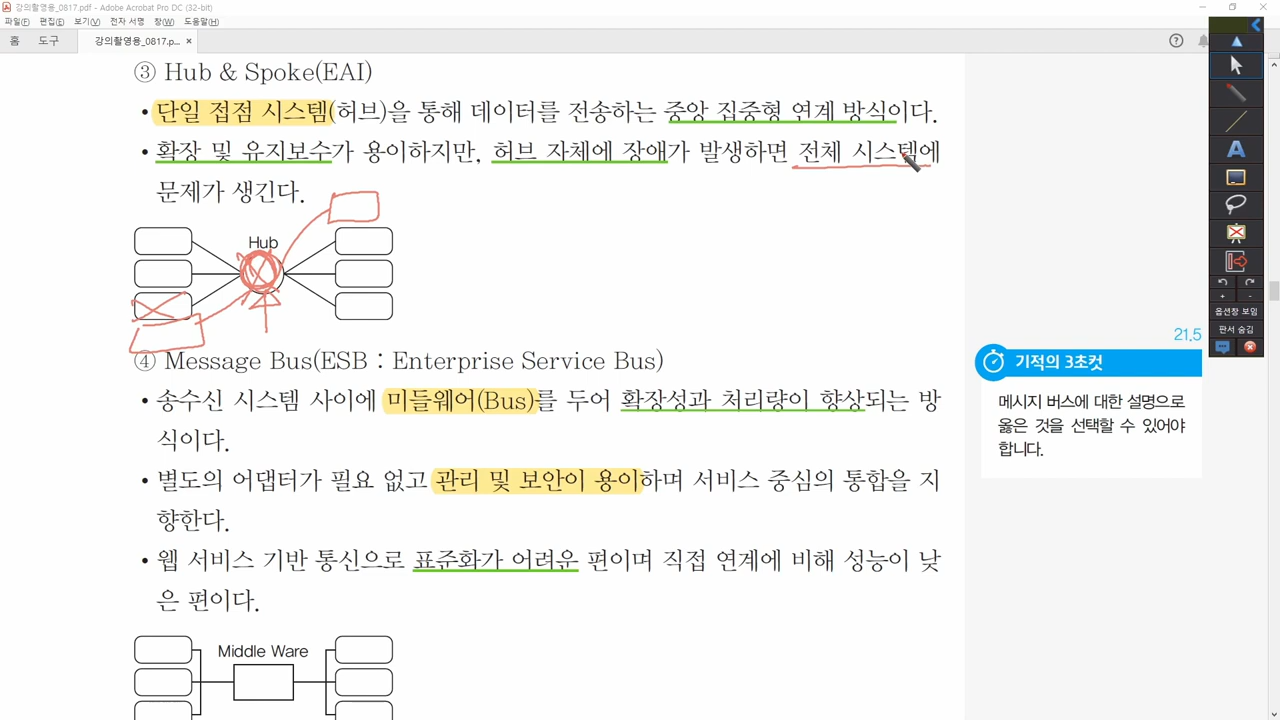 강의촬영용_0817.pdf - Adobe Acrobat Pro DC (32-bit)
파일(F) 편집(E) 보기(V) 전자 서명 창(W) 도움말(H)
홈 도구 강의촬영용_0817.p... ×
③ Hub & Spoke(EAI)
• 단일 접점 시스템(허브)을 통해 데이터를 전송하는 중앙 집중형 연계 방식이다.
• 확장 및 유지보수가 용이하지만, 허브 자체에 장애가 발생하면 전체 시스템에
문제가 생긴다.
Hub
④ Message Bus(ESB : Enterprise Service Bus)
• 송수신 시스템 사이에 미들웨어(Bus)를 두어 확장성과 처리량이 향상되는 방
식이다.
• 별도의 어댑터가 필요 없고 관리 및 보안이 용이하며 서비스 중심의 통합을 지
향한다.
• 웹 서비스 기반 통신으로 표준화가 어려운 편이며 직접 연계에 비해 성능이 낮
은 편이다.
Middle Ware
21.5
기적의 3초컷
메시지 버스에 대한 설명으로
옳은 것을 선택할 수 있어야
합니다.
A
+ -
옵션창 보임
판서 숨김